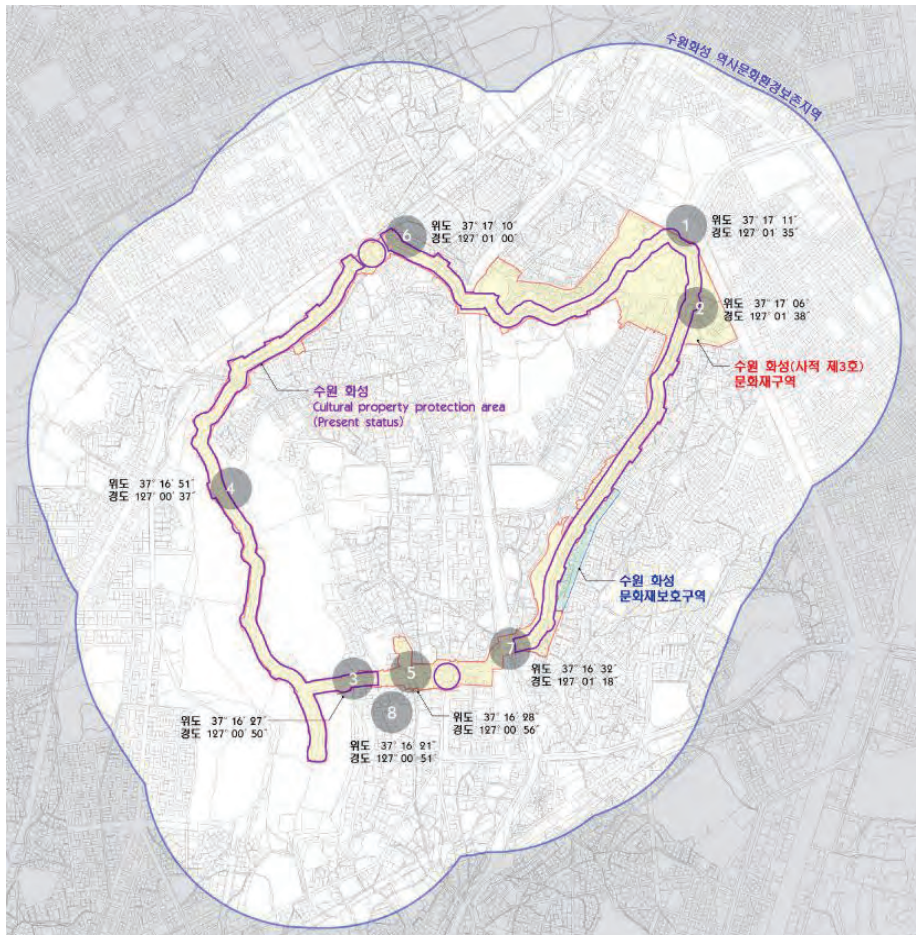 수원화성 역사문화환경보존지역
1
위도 37° 17′ 11″
경도 127° 01′ 35″
6
위도 37° 17′ 10″
경도 127° 01′ 00″
2
위도 37° 17′ 06″
경도 127° 01′ 38″
수원 화성(사적 제3호)
문화재구역
수원 화성
Cultural property protection area
(Present status)
4
위도 37° 16′ 51″
경도 127° 00′ 37″
수원 화성
문화재보호구역
7
위도 37° 16′ 32″
경도 127° 01′ 18″
3
5
8
위도 37° 16′ 27″
경도 127° 00′ 50″
위도 37° 16′ 28″
경도 127° 00′ 56″
위도 37° 16′ 21″
경도 127° 00′ 51″